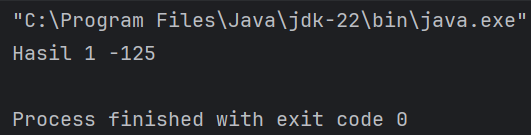 "C:\Program Files\Java\jdk-22\bin\java.exe"
Hasil 1 -125
Process finished with exit code 0